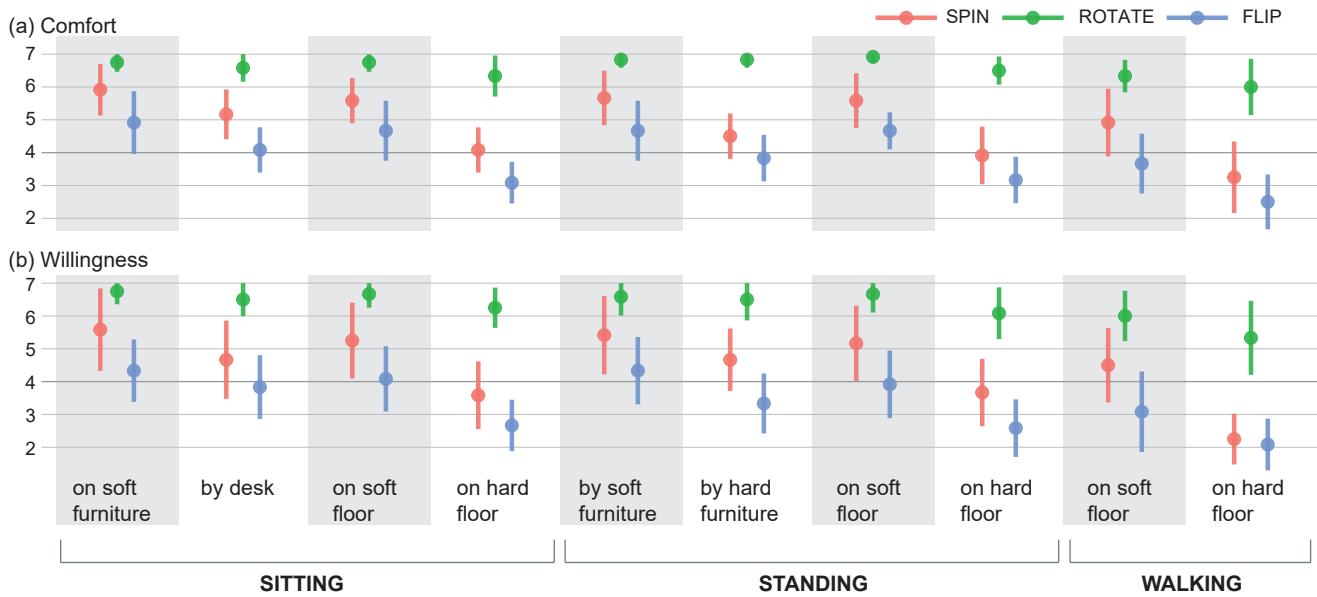 (a) Comfort
SPIN ROTATE FLIP
7
6
5
4
3
2
(b) Willingness
7
6
5
4
3
2
on soft furniture
by desk
on soft floor
on hard floor
by soft furniture
by hard furniture
on soft floor
on hard floor
on soft floor
on hard floor
SITTING STANDING WALKING